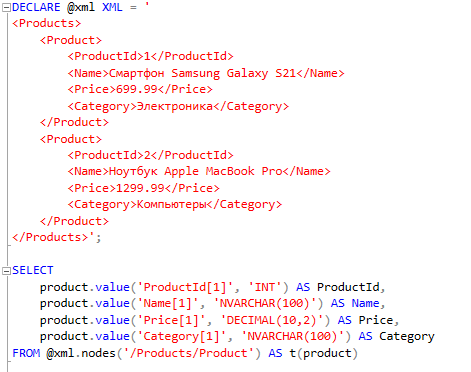 DECLARE @xml XML = '
<Products>
    <Product>
        <ProductId>1</ProductId>
        <Name>Смартфон Samsung Galaxy S21</Name>
        <Price>699.99</Price>
        <Category>Электроника</Category>
    </Product>
    <Product>
        <ProductId>2</ProductId>
        <Name>Ноутбук Apple MacBook Pro</Name>
        <Price>1299.99</Price>
        <Category>Компьютеры</Category>
    </Product>
</Products>';
SELECT
    product.value('ProductId[1]', 'INT') AS ProductId,
    product.value('Name[1]', 'NVARCHAR(100)') AS Name,
    product.value('Price[1]', 'DECIMAL(10,2)') AS Price,
    product.value('Category[1]', 'NVARCHAR(100)') AS Category
FROM @xml.nodes('/Products/Product') AS t(product)